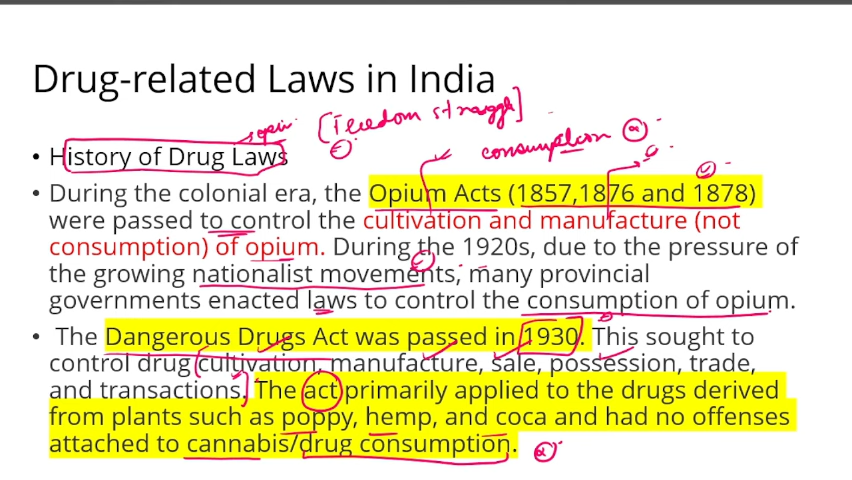 Drug-related Laws in India
[Freedom struggle]
consumption
• History of Drug Laws
• During the colonial era, the Opium Acts (1857,1876 and 1878)
were passed to control the cultivation and manufacture (not
consumption) of opium. During the 1920s, due to the pressure of
the growing nationalist movements, many provincial
governments enacted laws to control the consumption of opium.
• The Dangerous Drugs Act was passed in 1930. This sought to
control drug cultivation, manufacture, sale, possession, trade,
and transactions. The act primarily applied to the drugs derived
from plants such as poppy, hemp, and coca and had no offenses
attached to cannabis/drug consumption.